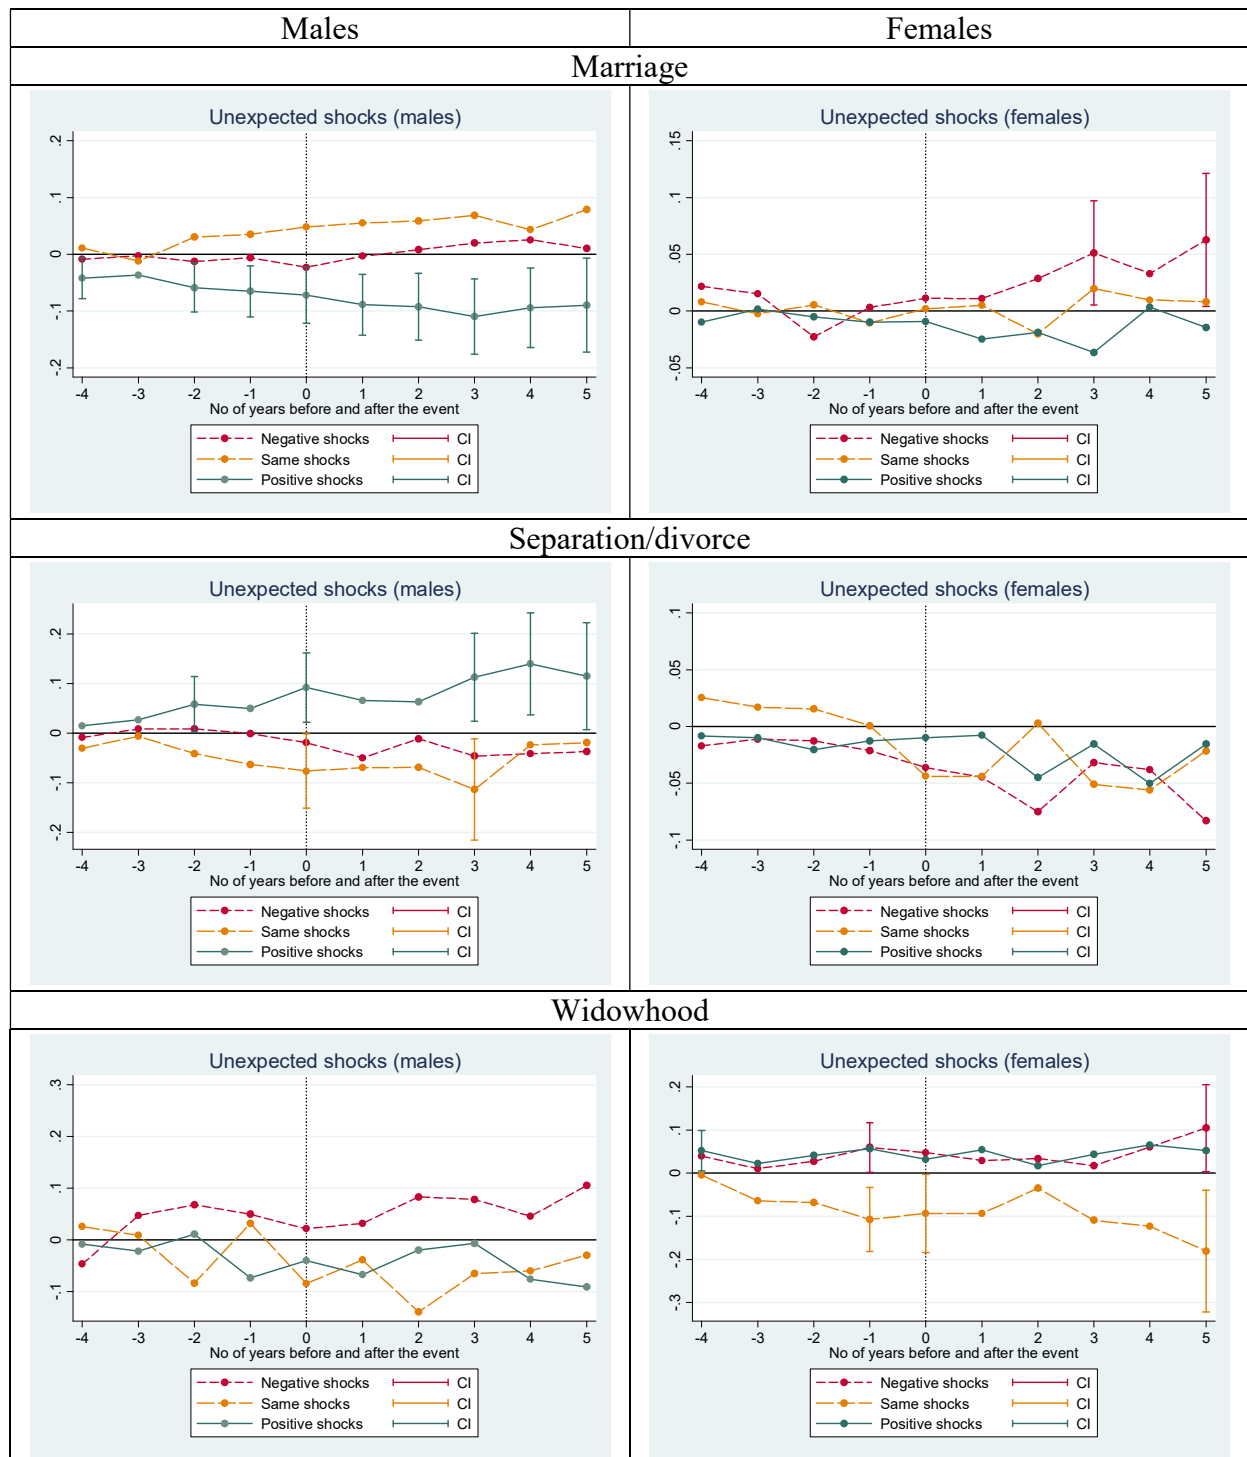 Males Females
Marriage
Unexpected shocks (males)
.2
.1
0
-.1
-.2
-4 -3 -2 -1 0 1 2 3 4 5
No of years before and after the event
Negative shocks CI
Same shocks CI
Positive shocks CI
Unexpected shocks (females)
.15
.1
.05
0
-.05
-4 -3 -2 -1 0 1 2 3 4 5
No of years before and after the event
Negative shocks CI
Same shocks CI
Positive shocks CI
Separation/divorce
Unexpected shocks (males)
.2
.1
0
-.1
-.2
-4 -3 -2 -1 0 1 2 3 4 5
No of years before and after the event
Negative shocks CI
Same shocks CI
Positive shocks CI
Unexpected shocks (females)
.1
.05
0
-.05
-.1
-4 -3 -2 -1 0 1 2 3 4 5
No of years before and after the event
Negative shocks CI
Same shocks CI
Positive shocks CI
Widowhood
Unexpected shocks (males)
.3
.2
.1
0
-.1
-4 -3 -2 -1 0 1 2 3 4 5
No of years before and after the event
Negative shocks CI
Same shocks CI
Positive shocks CI
Unexpected shocks (females)
.2
.1
0
-.1
-.2
-.3
-4 -3 -2 -1 0 1 2 3 4 5
No of years before and after the event
Negative shocks CI
Same shocks CI
Positive shocks CI